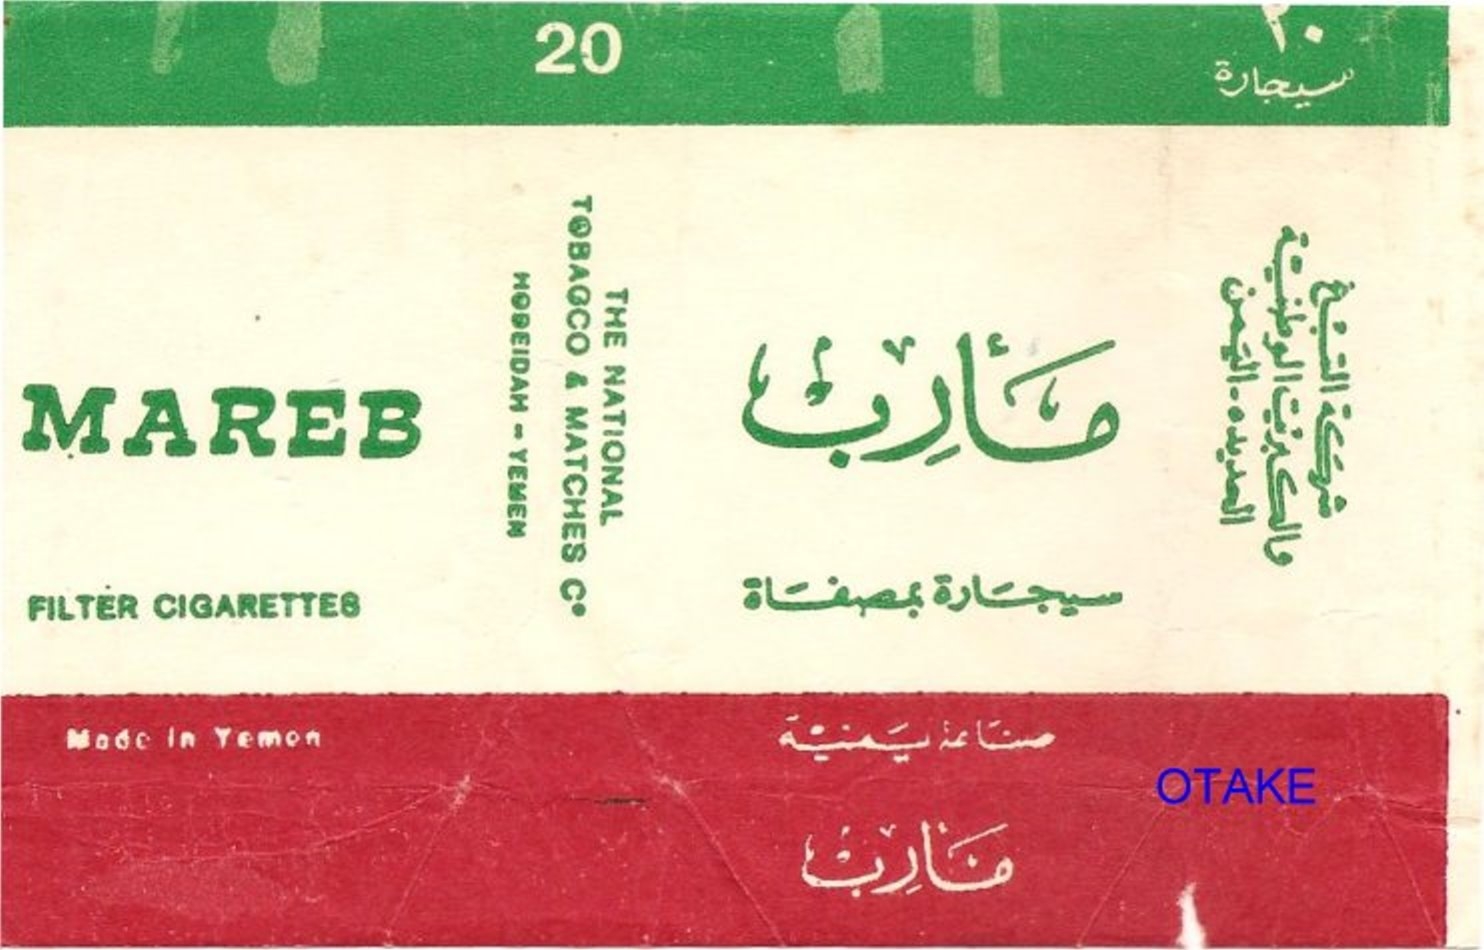 20
٢٠
سيجارة
MAREB
FILTER CIGARETTES
THE NATIONAL
TOBACCO & MATCHES Cº
HODEIDAH - YEMEN
مأرب
سيجارة بمصفاة
شركة التبغ
والكبريت الوطنية
الحديده - اليمن
Made in Yemen
صناعة يمنية
مأرب
OTAKE